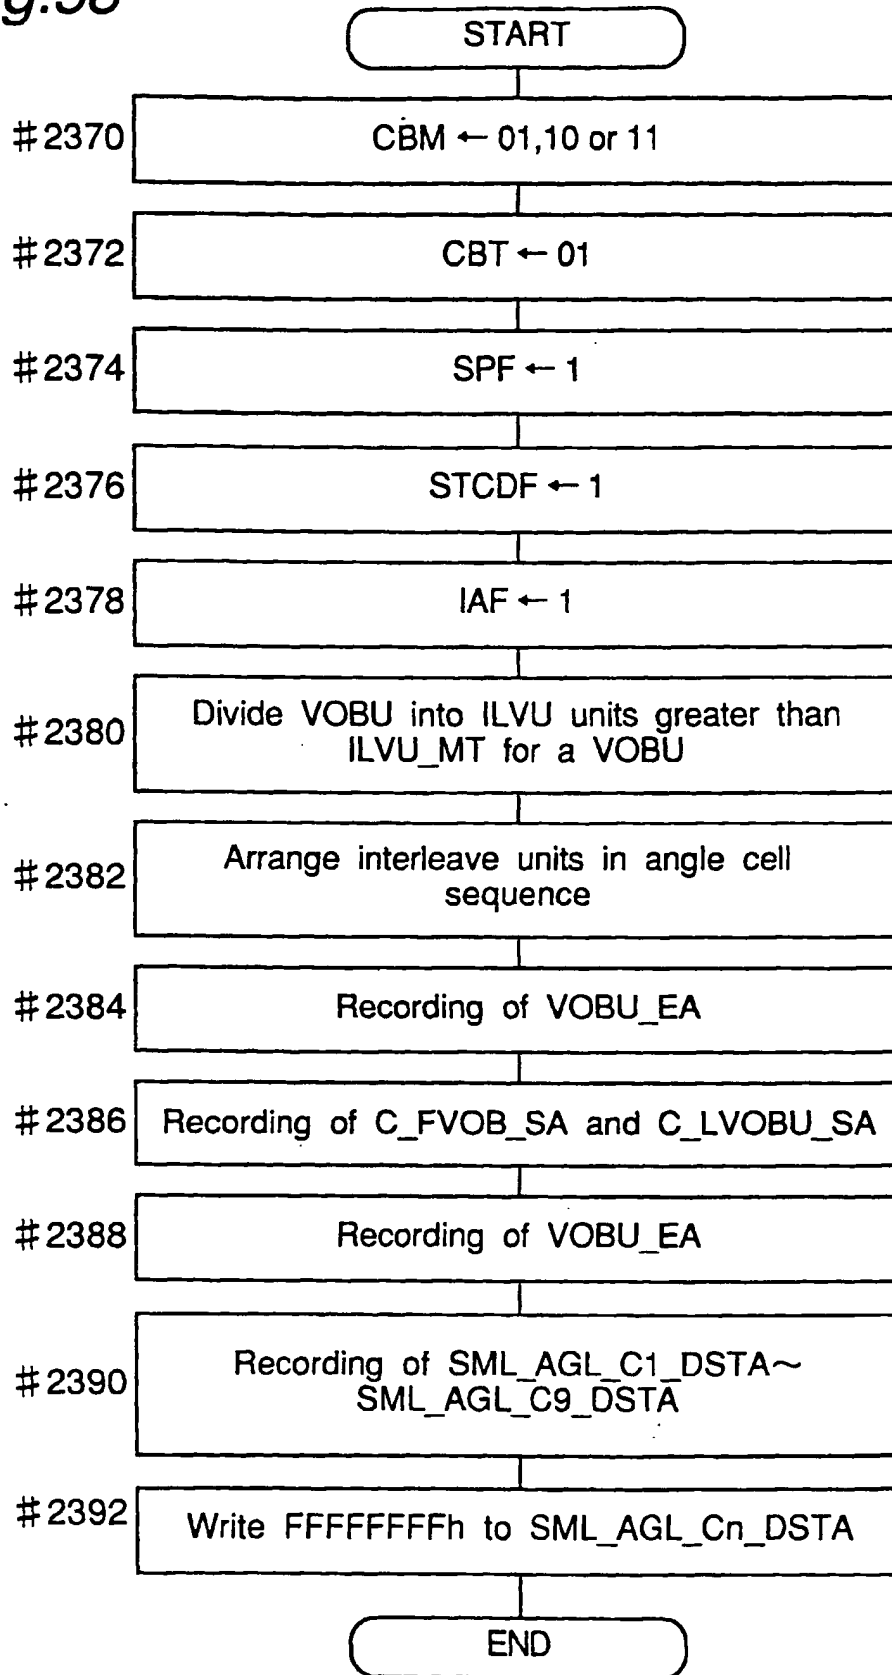 g.58
START
#2370 CBM ← 01,10 or 11
#2372 CBT ← 01
#2374 SPF ← 1
#2376 STCDF ← 1
#2378 IAF ← 1
#2380 Divide VOBU into ILVU units greater than
ILVU_MT for a VOBU
#2382 Arrange interleave units in angle cell
sequence
#2384 Recording of VOBU_EA
#2386 Recording of C_FVOB_SA and C_LVOBU_SA
#2388 Recording of VOBU_EA
#2390 Recording of SML_AGL_C1_DSTA~
SML_AGL_C9_DSTA
#2392 Write FFFFFFFFh to SML_AGL_Cn_DSTA
END